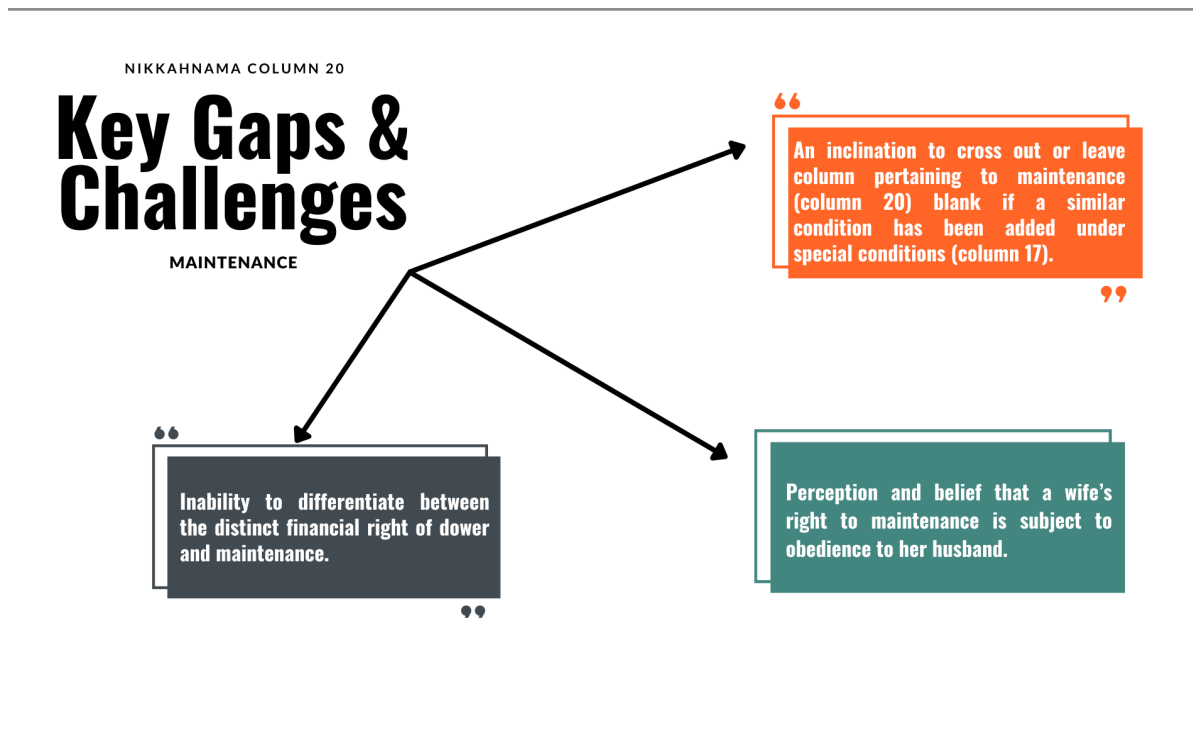 NIKKAHNAMA COLUMN 20
Key Gaps &
Challenges
MAINTENANCE
“
An inclination to cross out or leave
column pertaining to maintenance
(column 20) blank if a similar
condition has been added under
special conditions (column 17).
”
“
Inability to differentiate between
the distinct financial right of dower
and maintenance.
”
Perception and belief that a wife’s
right to maintenance is subject to
obedience to her husband.